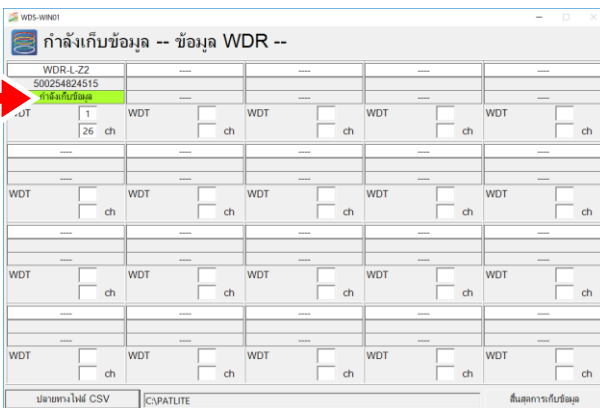 WDS-WIN01
กำลังเก็บข้อมูล -- ข้อมูล WDR --
WDR-L-Z2 ---- ---- ---- ----
500254824515
กำลังเก็บข้อมูล ---- ---- ---- ----
WDT 1 WDT WDT WDT WDT
26 ch ch ch ch ch
---- ---- ---- ---- ----
---- ---- ---- ---- ----
WDT WDT WDT WDT WDT
ch ch ch ch ch
---- ---- ---- ---- ----
---- ---- ---- ---- ----
WDT WDT WDT WDT WDT
ch ch ch ch ch
---- ---- ---- ---- ----
---- ---- ---- ---- ----
WDT WDT WDT WDT WDT
ch ch ch ch ch
ปลายทางไฟล์ CSV C:\PATLITE สิ้นสุดการเก็บข้อมูล